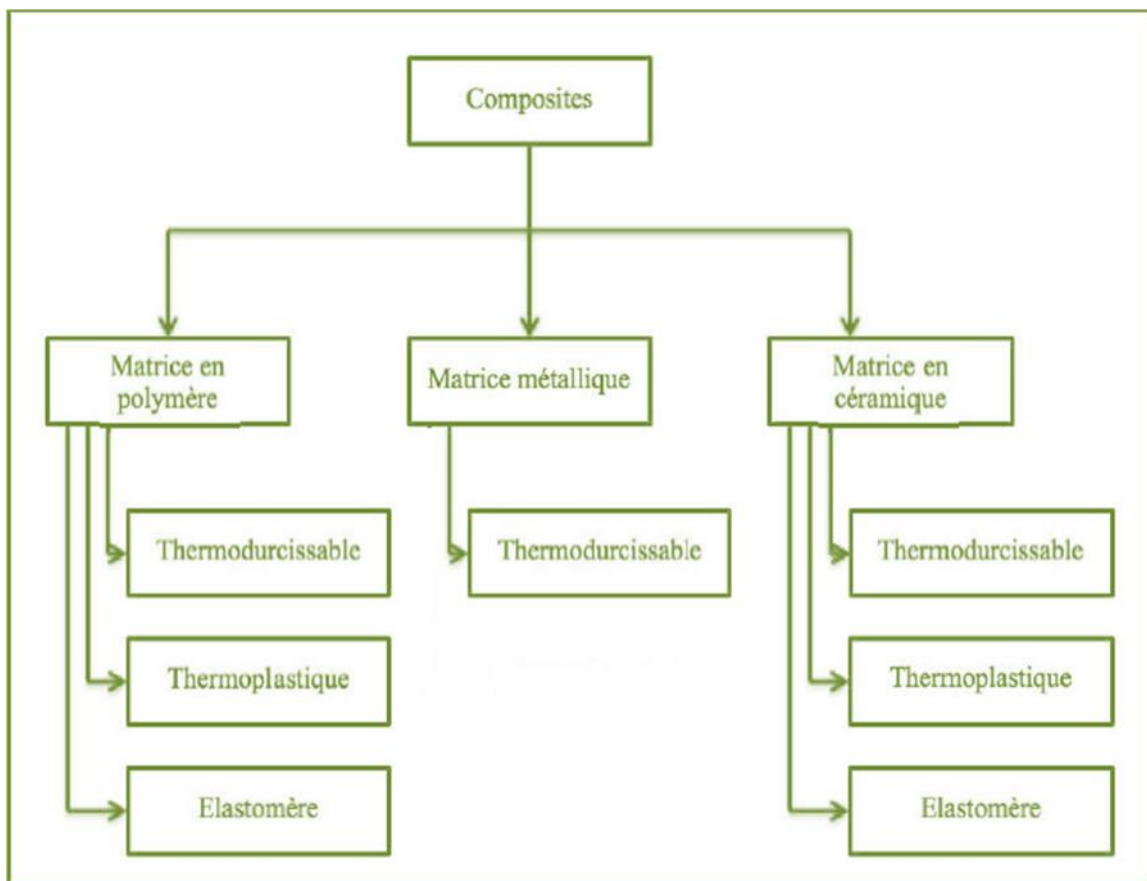 Composites
Matrice en
polymère
Matrice métallique
Matrice en
céramique
Thermodurcissable
Thermodurcissable
Thermodurcissable
Thermoplastique
Thermoplastique
Elastomère
Elastomère